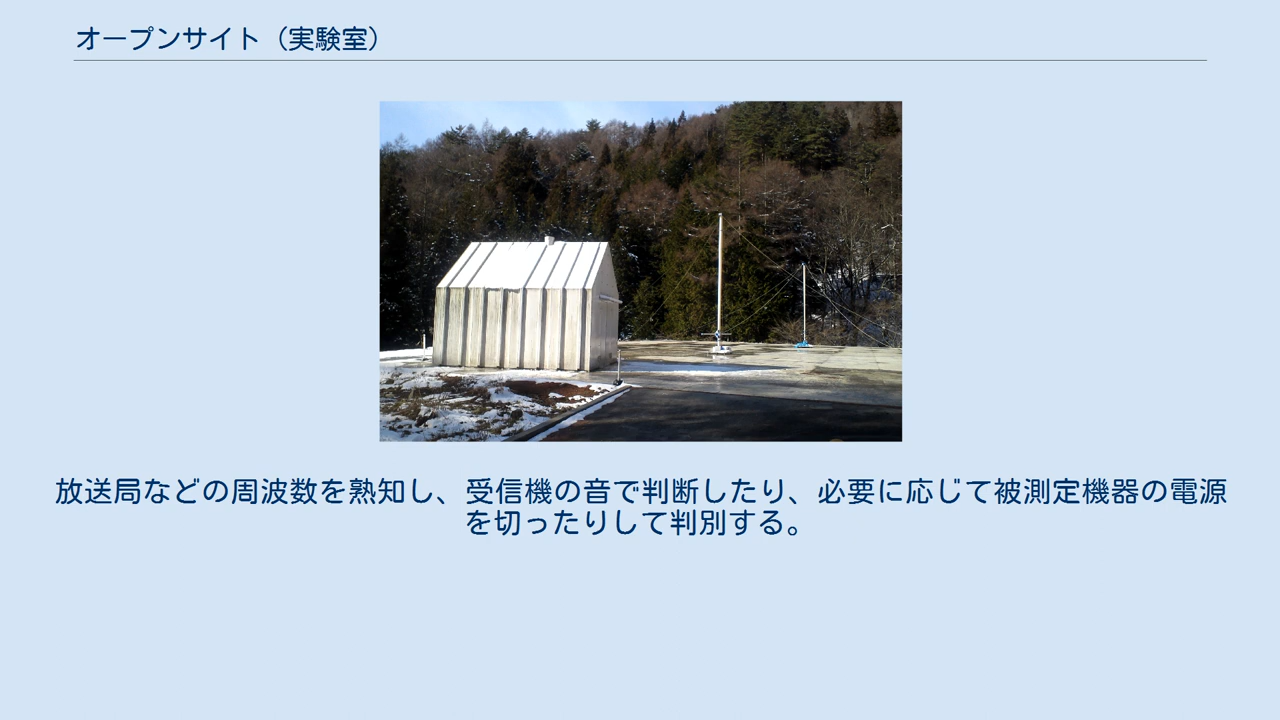 オープンサイト（実験室）
放送局などの周波数を熟知し、受信機の音で判断したり、必要に応じて被測定機器の電源
を切ったりして判別する。